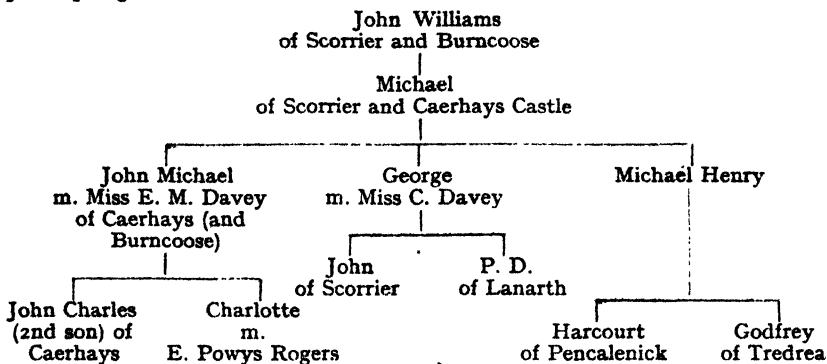 John Williams
of Scorrier and Burncoose
Michael
of Scorrier and Caerhays Castle
John Michael
m. Miss E. M. Davey
of Caerhays (and
Burncoose)
George
m. Miss C. Davey
Michael Henry
John
of Scorrier
P. D.
of Lanarth
John Charles
(2nd son) of
Caerhays
Charlotte
m.
E. Powys Rogers
Harcourt
of Pencalenick
Godfrey
of Tredrea